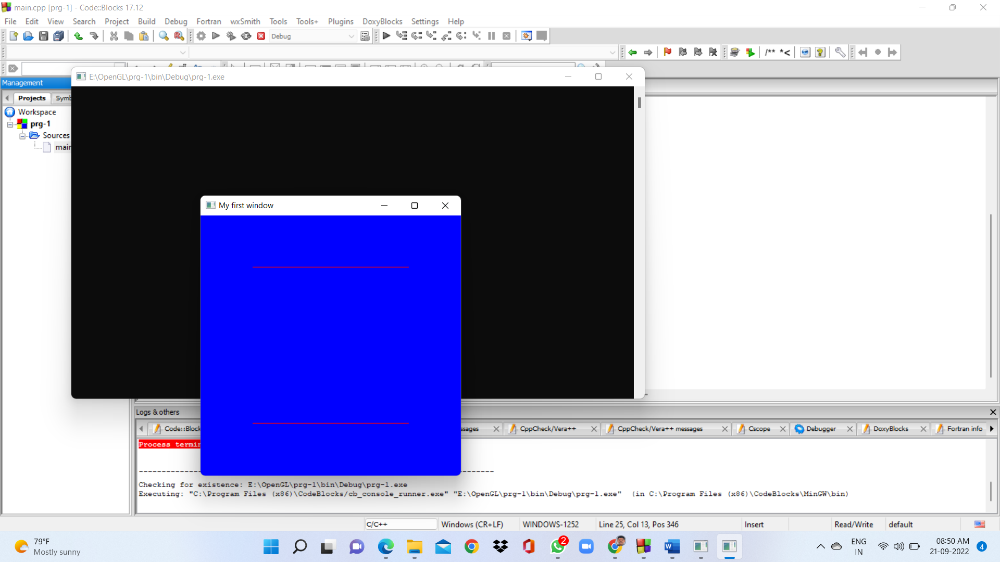 main.cpp [prg-1] - Code::Blocks 17.12
File Edit View Search Project Build Debug Fortran wxSmith Tools Tools+ Plugins DoxyBlocks Settings Help
Debug
/** *<
E:\OpenGL\prg-1\bin\Debug\prg-1.exe
Management
Projects Symb
Workspace
prg-1
Sources
main
My first window
Logs & others
Code::Block ssages CppCheck/Vera++ CppCheck/Vera++ messages Cscope Debugger DoxyBlocks Fortran info
Process termin
Checking for existence: E:\OpenGL\prg-1\bin\Debug\prg-1.exe
Executing: "C:\Program Files (x86)\CodeBlocks/cb_console_runner.exe" "E:\OpenGL\prg-1\bin\Debug\prg-1.exe" (in C:\Program Files (x86)\CodeBlocks\MinGW\bin)
C/C++ Windows (CR+LF) WINDOWS-1252 Line 25, Col 13, Pos 346 Insert Read/Write default
79°F
Mostly sunny
2
ENG
IN
08:50 AM
21-09-2022
4